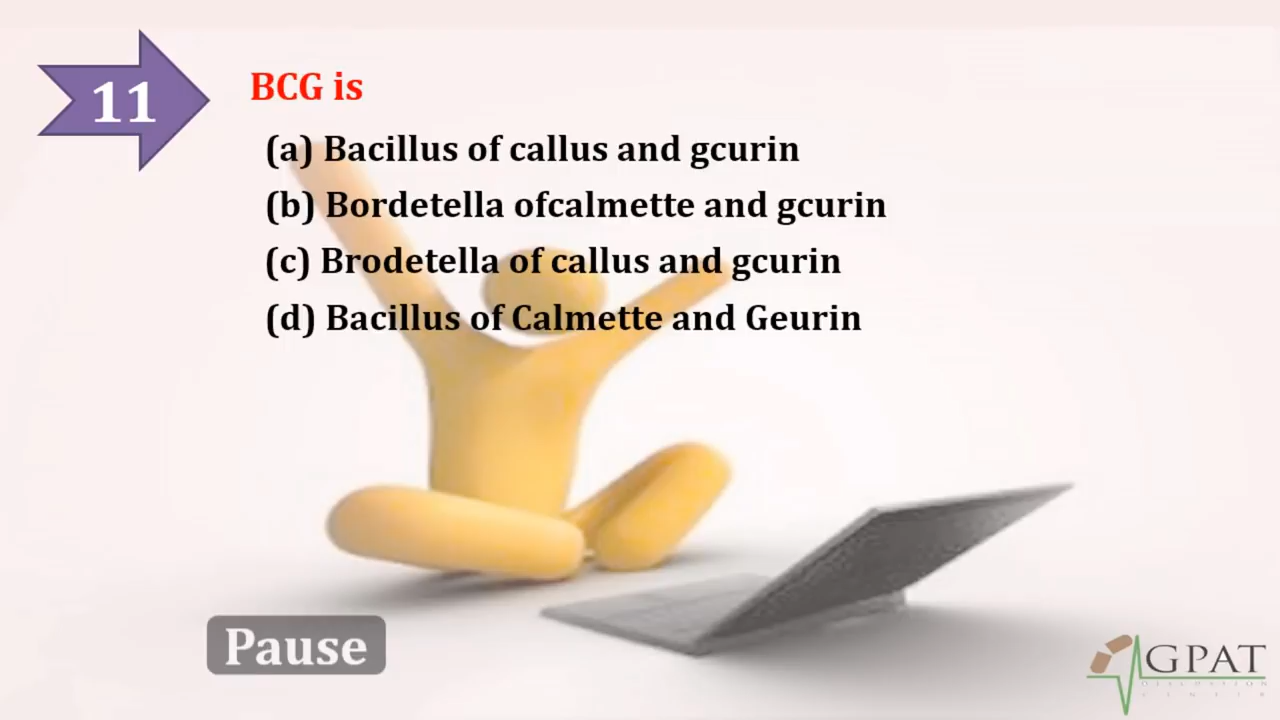 11
BCG is
(a) Bacillus of callus and gcurin
(b) Bordetella ofcalmette and gcurin
(c) Brodetella of callus and gcurin
(d) Bacillus of Calmette and Geurin
Pause
GPAT